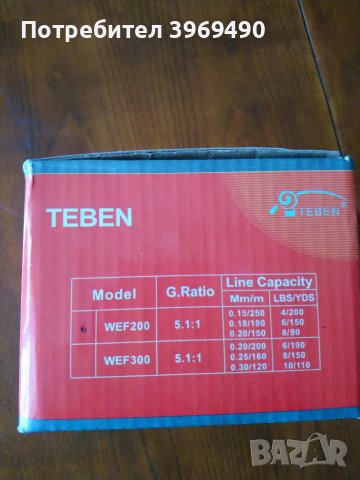 Потребител 3969490
TEBEN
TEBEN
®
Model G.Ratio Line Capacity
Mm/m LBS/YDS
WEF200 5.1:1
0.15/250 4/200
0.18/180 6/150
0.20/150 8/90
WEF300 5.1:1
0.20/200 6/190
0.25/160 8/150
0.30/120 10/110
BAZAR